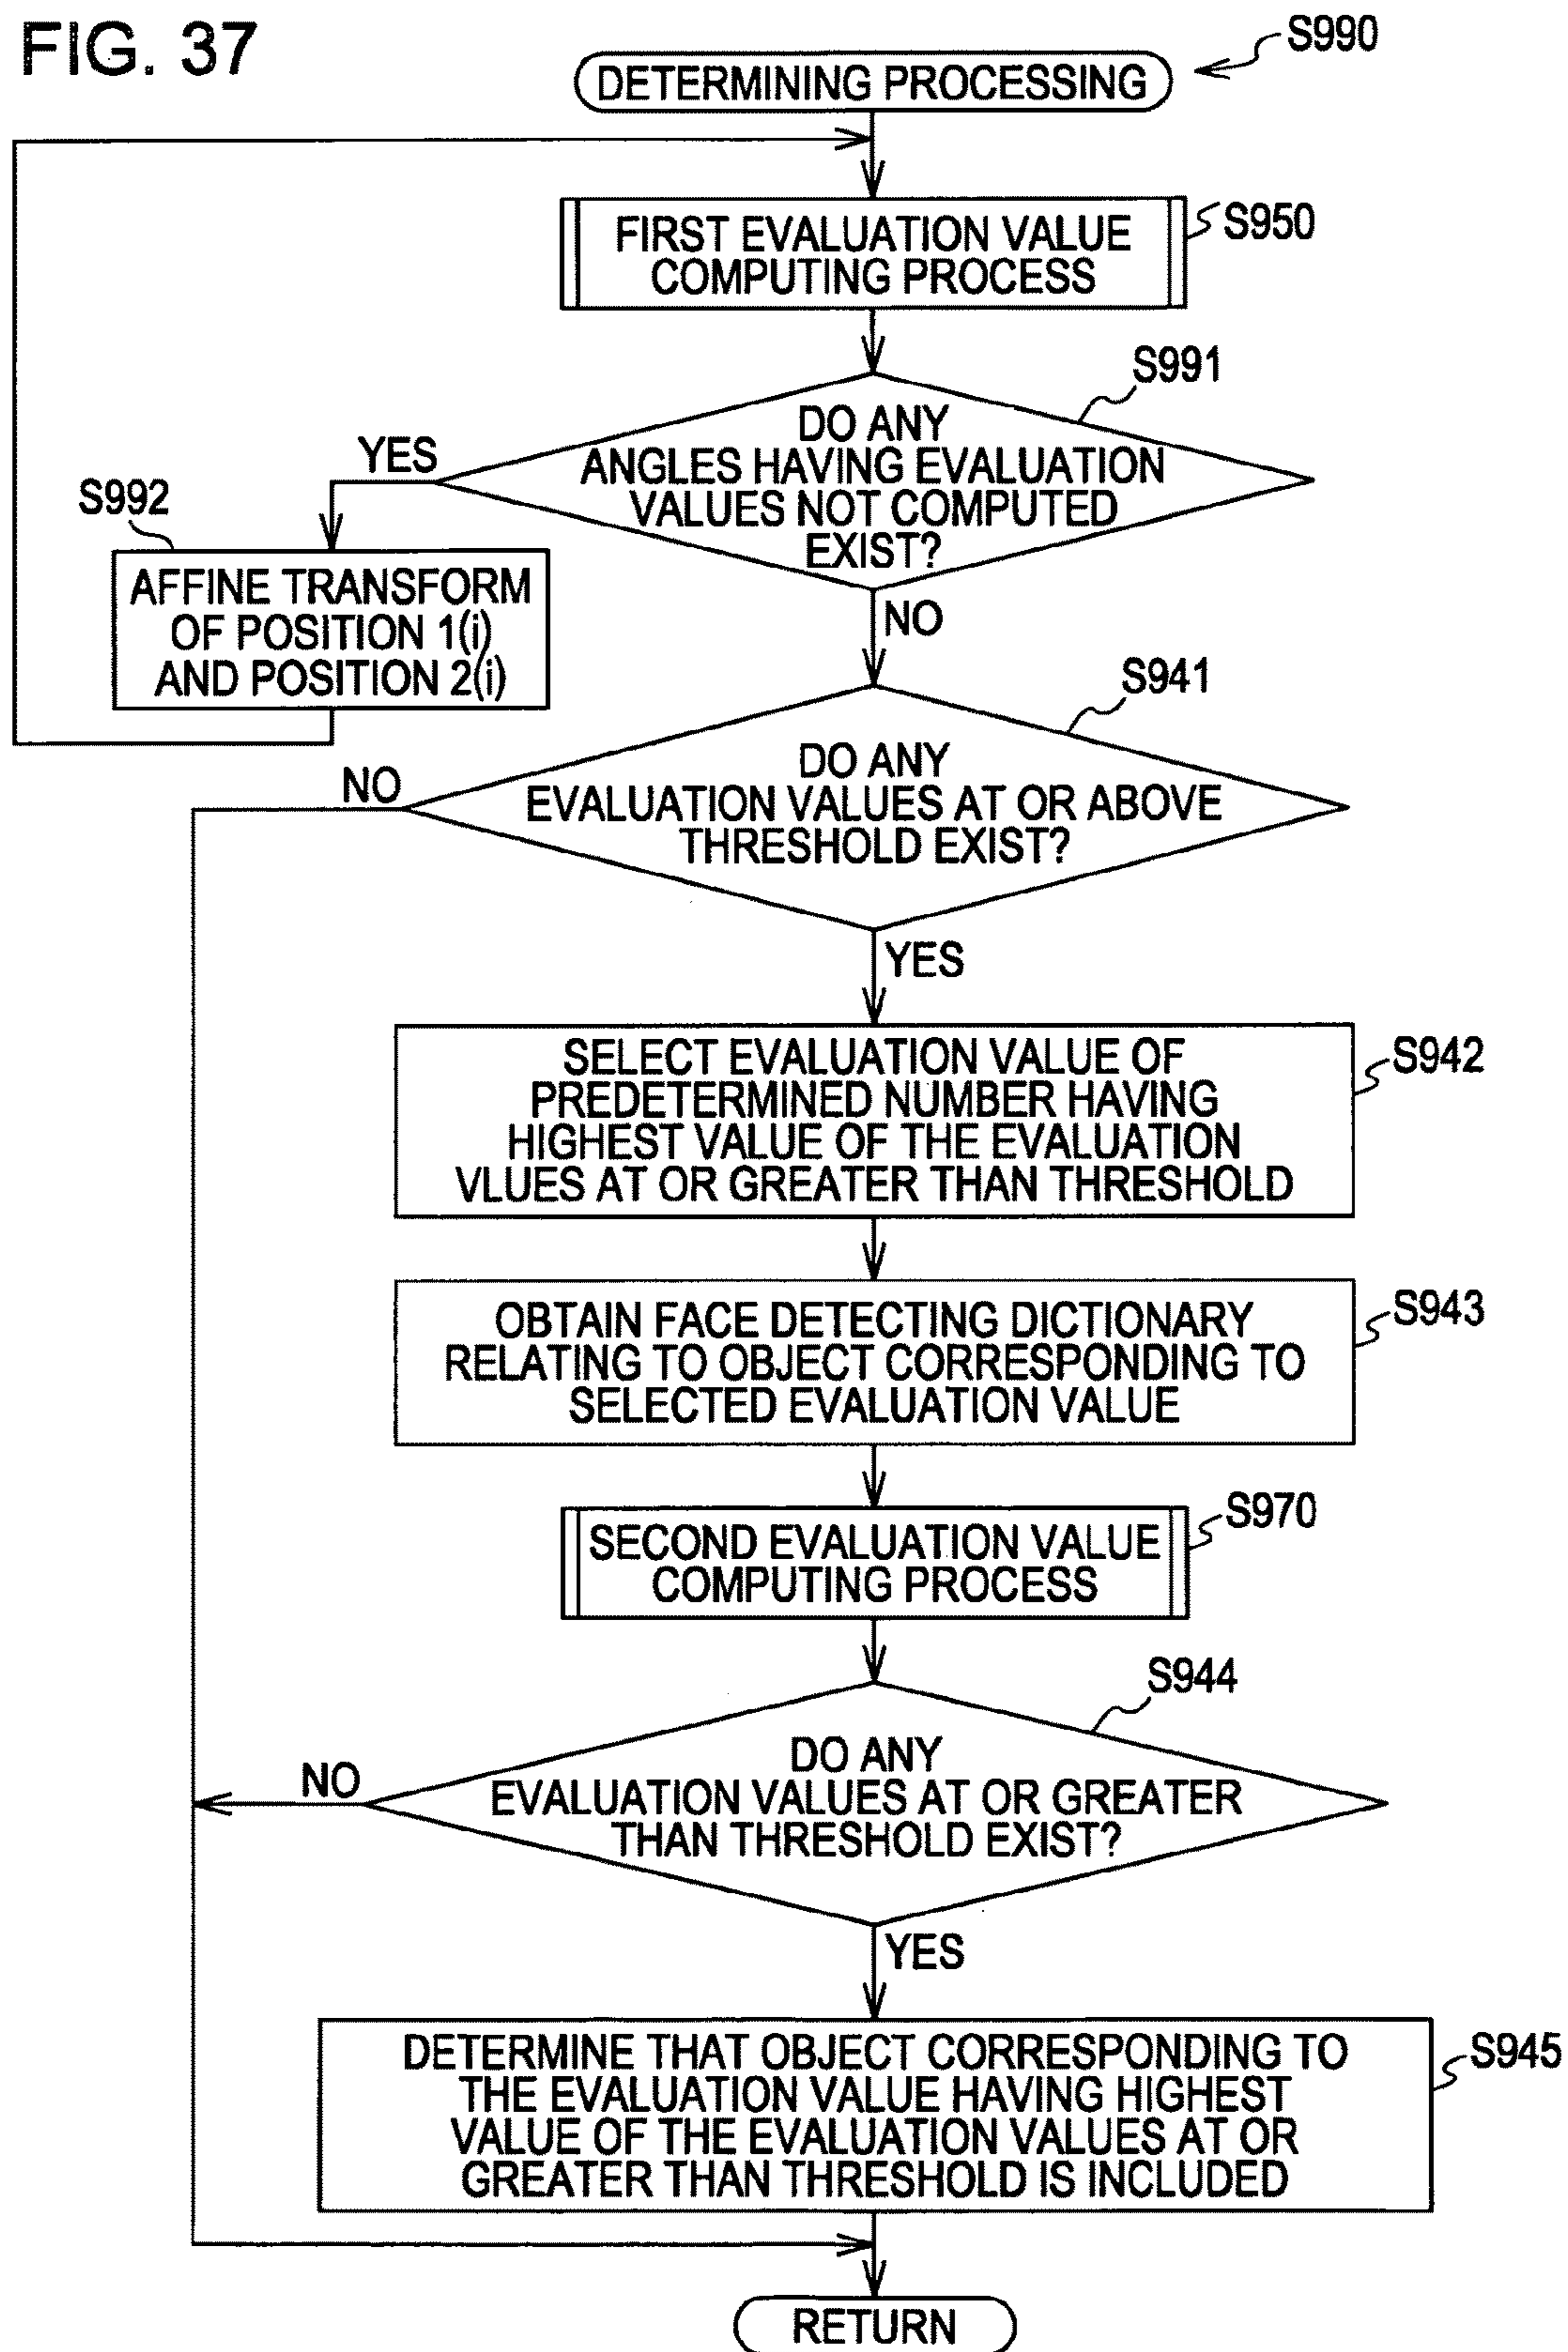 FIG. 37
S990
DETERMINING PROCESSING
FIRST EVALUATION VALUE
COMPUTING PROCESS
S950
S991
DO ANY
ANGLES HAVING EVALUATION
VALUES NOT COMPUTED
EXIST?
YES
S992
AFFINE TRANSFORM
OF POSITION 1(i)
AND POSITION 2(i)
NO
S941
DO ANY
EVALUATION VALUES AT OR ABOVE
THRESHOLD EXIST?
NO
YES
SELECT EVALUATION VALUE OF
PREDETERMINED NUMBER HAVING
HIGHEST VALUE OF THE EVALUATION
VLUES AT OR GREATER THAN THRESHOLD
S942
OBTAIN FACE DETECTING DICTIONARY
RELATING TO OBJECT CORRESPONDING TO
SELECTED EVALUATION VALUE
S943
SECOND EVALUATION VALUE
COMPUTING PROCESS
S970
S944
DO ANY
EVALUATION VALUES AT OR GREATER
THAN THRESHOLD EXIST?
NO
YES
DETERMINE THAT OBJECT CORRESPONDING TO
THE EVALUATION VALUE HAVING HIGHEST
VALUE OF THE EVALUATION VALUES AT OR
GREATER THAN THRESHOLD IS INCLUDED
S945
RETURN